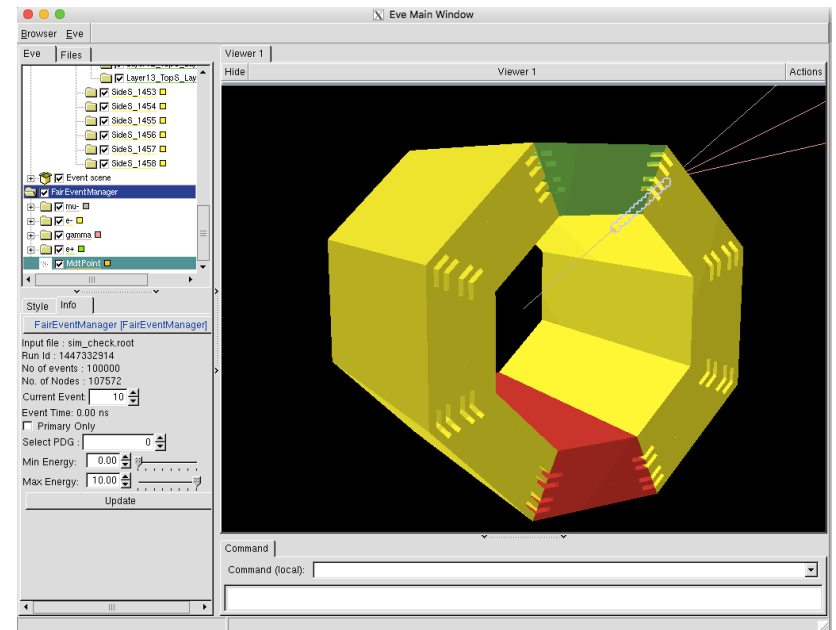 Eve Main Window
Browser Eve
Eve Files
Viewer 1
Hide Viewer 1 Actions
Layer13_TopS_Lay
SideS_1453
SideS_1454
SideS_1455
SideS_1456
SideS_1457
SideS_1458
Event scene
FairEventManager
mu-
e-
gamma
e+
MdtPoint
Style Info
FairEventManager [FairEventManager]
Input file : sim_check.root
Run Id : 1447332914
No of events : 100000
No. of Nodes : 107572
Current Event: 10
Event Time: 0.00 ns
Primary Only
Select PDG : 0
Min Energy: 0.00
Max Energy: 10.00
Update
Command
Command (local):